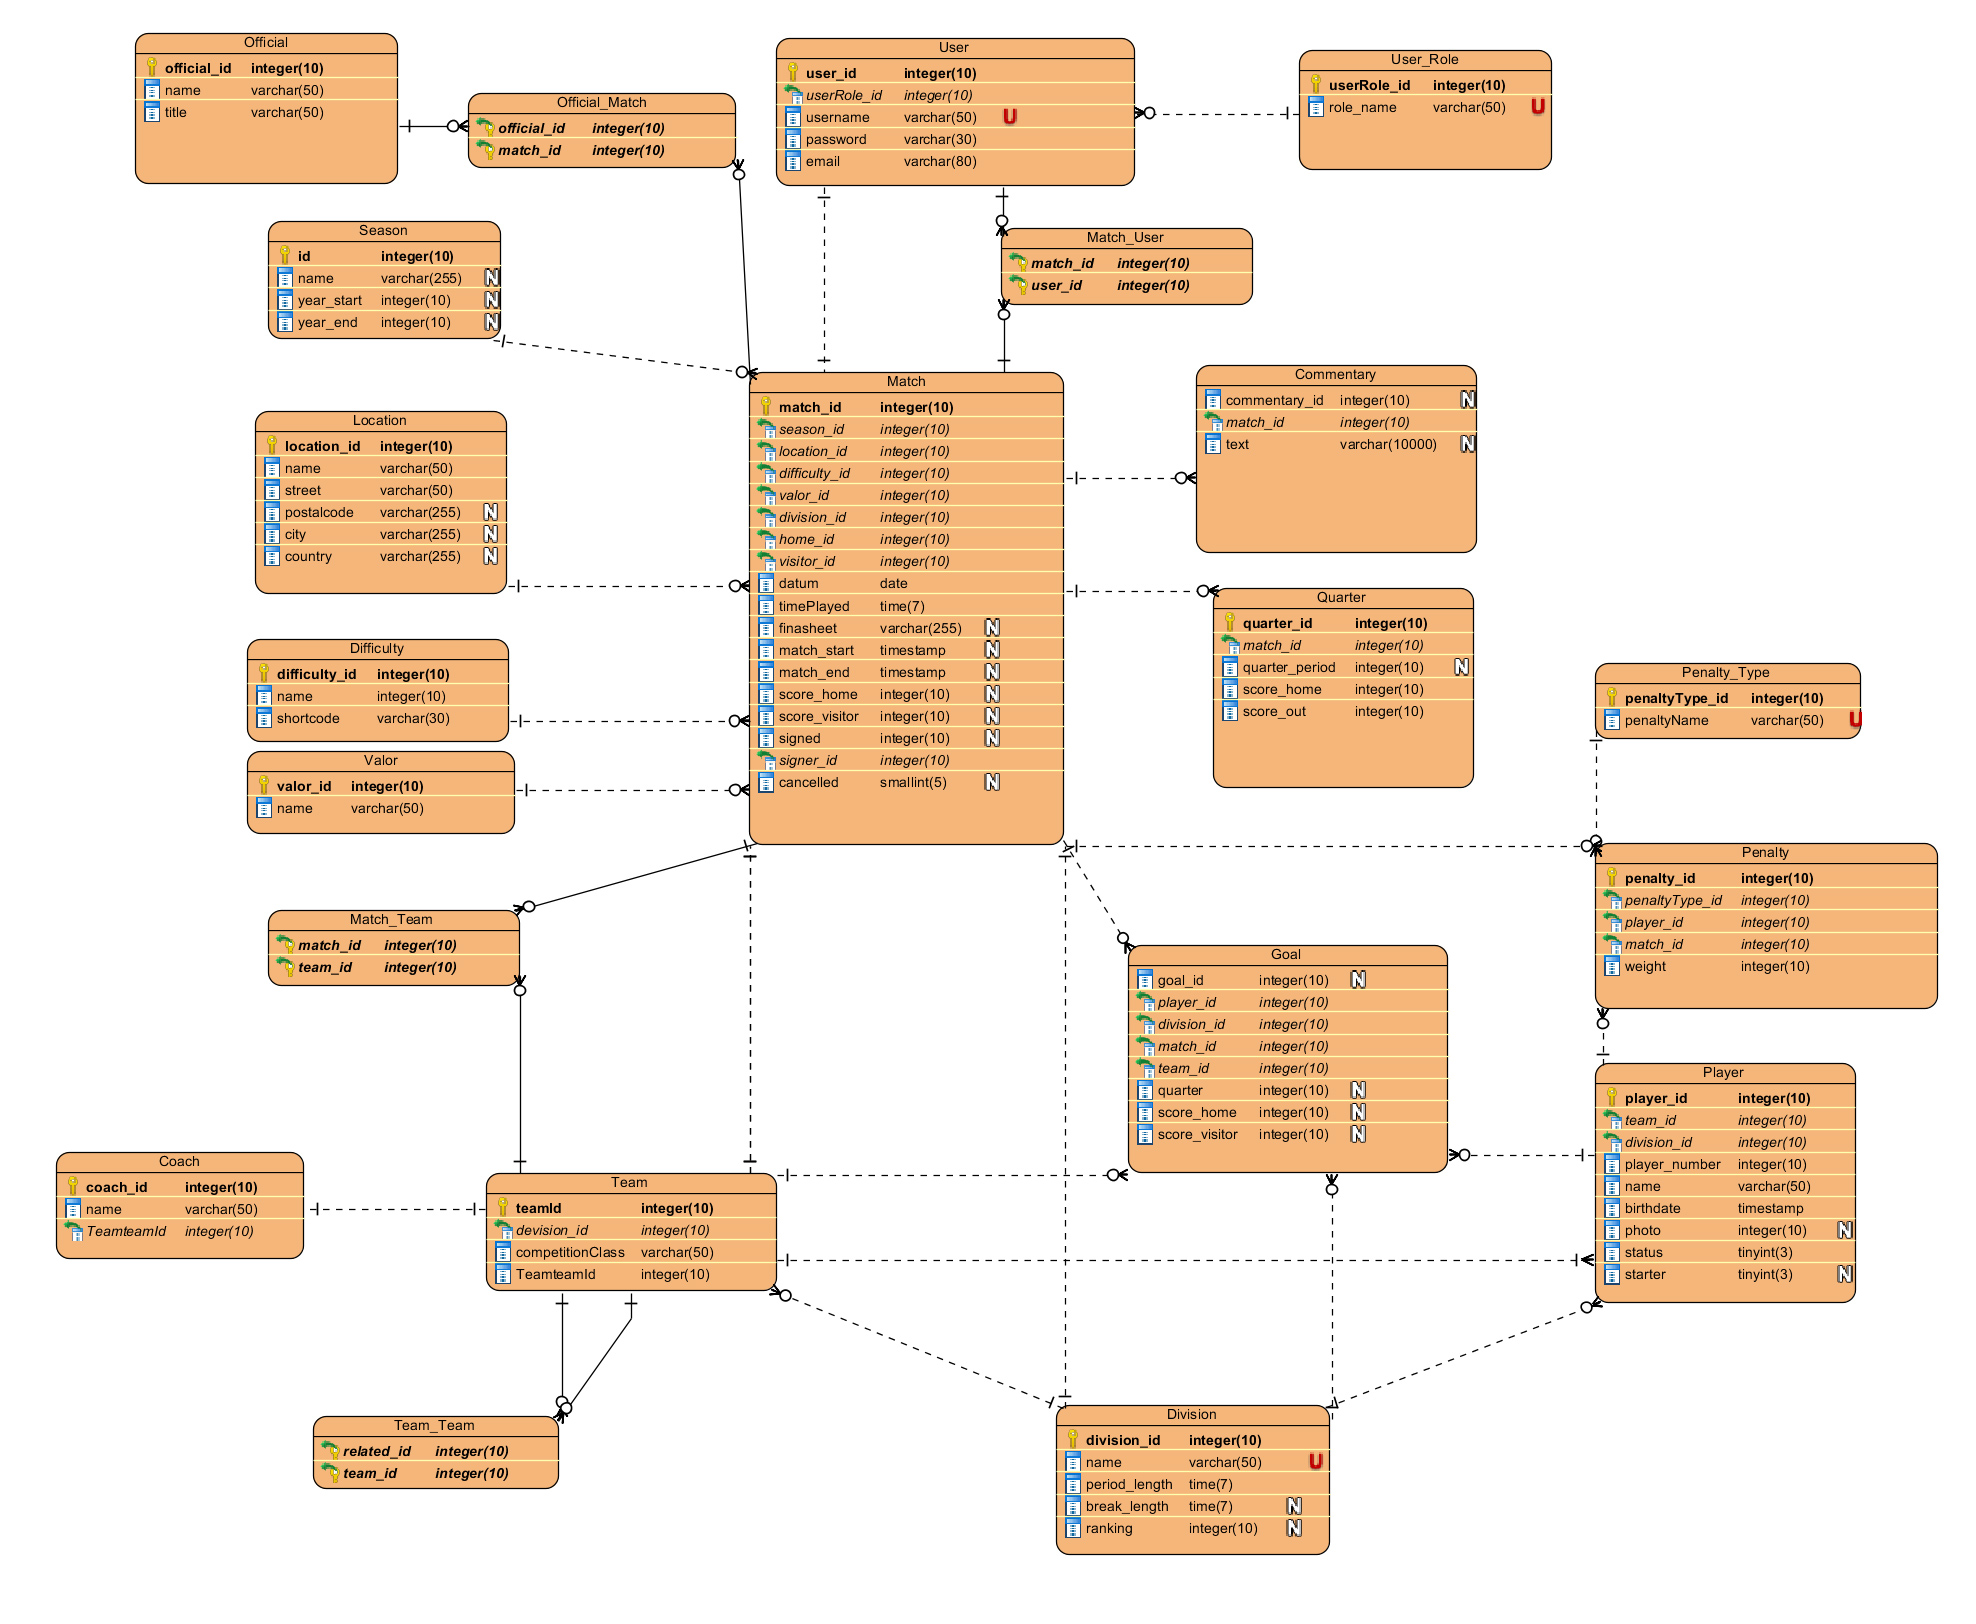 Official
official_id integer(10)
name varchar(50)
title varchar(50)
Official_Match
official_id integer(10)
match_id integer(10)
User
user_id integer(10)
userRole_id integer(10)
username varchar(50) U
password varchar(30)
email varchar(80)
User_Role
userRole_id integer(10)
role_name varchar(50) U
Season
id integer(10)
name varchar(255) N
year_start integer(10) N
year_end integer(10) N
Match_User
match_id integer(10)
user_id integer(10)
Location
location_id integer(10)
name varchar(50)
street varchar(50)
postalcode varchar(255) N
city varchar(255) N
country varchar(255) N
Match
match_id integer(10)
season_id integer(10)
location_id integer(10)
difficulty_id integer(10)
valor_id integer(10)
division_id integer(10)
home_id integer(10)
visitor_id integer(10)
datum date
timePlayed time(7)
finasheet varchar(255) N
match_start timestamp N
match_end timestamp N
score_home integer(10) N
score_visitor integer(10) N
signed integer(10) N
signer_id integer(10)
cancelled smallint(5) N
Commentary
commentary_id integer(10) N
match_id integer(10)
text varchar(10000) N
Quarter
quarter_id integer(10)
match_id integer(10)
quarter_period integer(10) N
score_home integer(10)
score_out integer(10)
Difficulty
difficulty_id integer(10)
name integer(10)
shortcode varchar(30)
Valor
valor_id integer(10)
name varchar(50)
Penalty_Type
penaltyType_id integer(10)
penaltyName varchar(50) U
Penalty
penalty_id integer(10)
penaltyType_id integer(10)
player_id integer(10)
match_id integer(10)
weight integer(10)
Match_Team
match_id integer(10)
team_id integer(10)
Goal
goal_id integer(10) N
player_id integer(10)
division_id integer(10)
match_id integer(10)
team_id integer(10)
quarter integer(10) N
score_home integer(10) N
score_visitor integer(10) N
Player
player_id integer(10)
team_id integer(10)
division_id integer(10)
player_number integer(10)
name varchar(50)
birthdate timestamp
photo integer(10) N
status tinyint(3)
starter tinyint(3) N
Coach
coach_id integer(10)
name varchar(50)
TeamteamId integer(10)
Team
teamId integer(10)
devision_id integer(10)
competitionClass varchar(50)
TeamteamId integer(10)
Team_Team
related_id integer(10)
team_id integer(10)
Division
division_id integer(10)
name varchar(50) U
period_length time(7)
break_length time(7) N
ranking integer(10) N